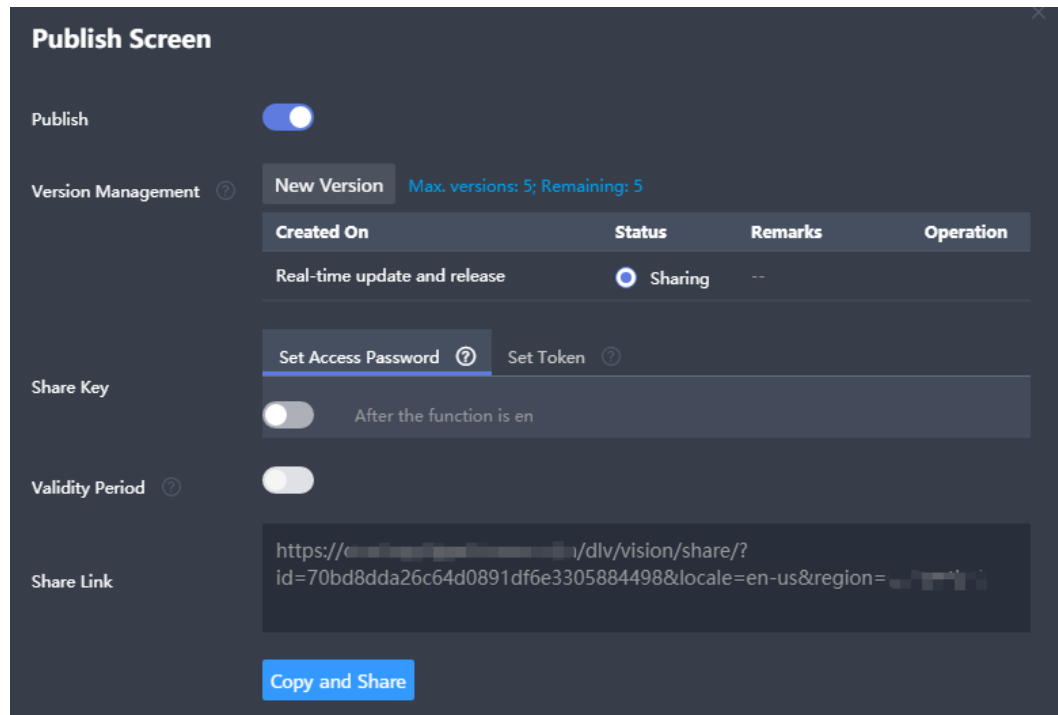 Publish Screen
Publish
Version Management
New Version Max. versions: 5; Remaining: 5
Created On Status Remarks Operation
Real-time update and release Sharing --
Set Access Password Set Token
Share Key
After the function is en
Validity Period
https:// /dlv/vision/share/?
id=70bd8dda26c64d0891df6e3305884498&locale=en-us&region=
Share Link
Copy and Share